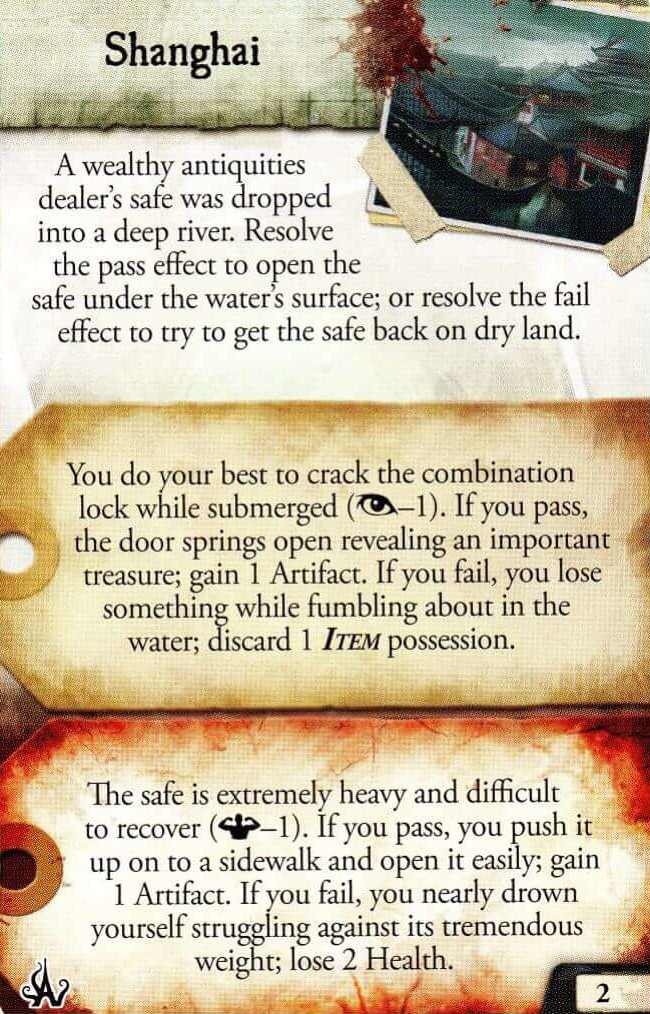 Shanghai
A wealthy antiquities
dealer's safe was dropped
into a deep river. Resolve
the pass effect to open the
safe under the water's surface; or resolve the fail
effect to try to get the safe back on dry land.
You do your best to crack the combination
lock while submerged (–1). If you pass,
the door springs open revealing an important
treasure; gain 1 Artifact. If you fail, you lose
something while fumbling about in the
water; discard 1 ITEM possession.
The safe is extremely heavy and difficult
to recover (–1). If you pass, you push it
up on to a sidewalk and open it easily; gain
1 Artifact. If you fail, you nearly drown
yourself struggling against its tremendous
weight; lose 2 Health.
2